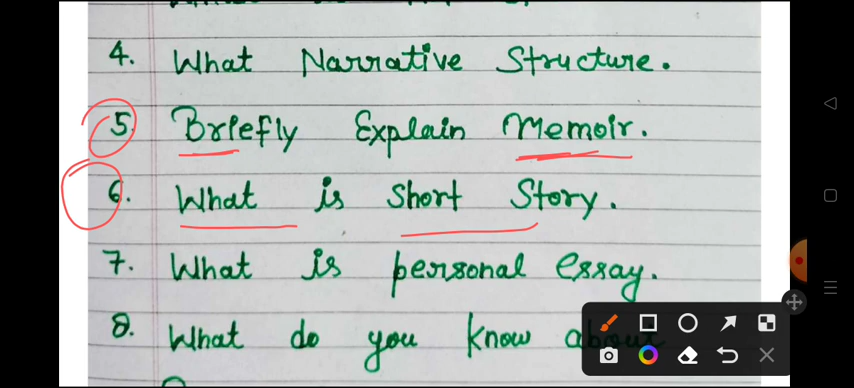 4. What Narrative Structure.
5. Briefly Explain Memoir.
6. What is Short Story.
7. What is personal essay.
8. What do you know about